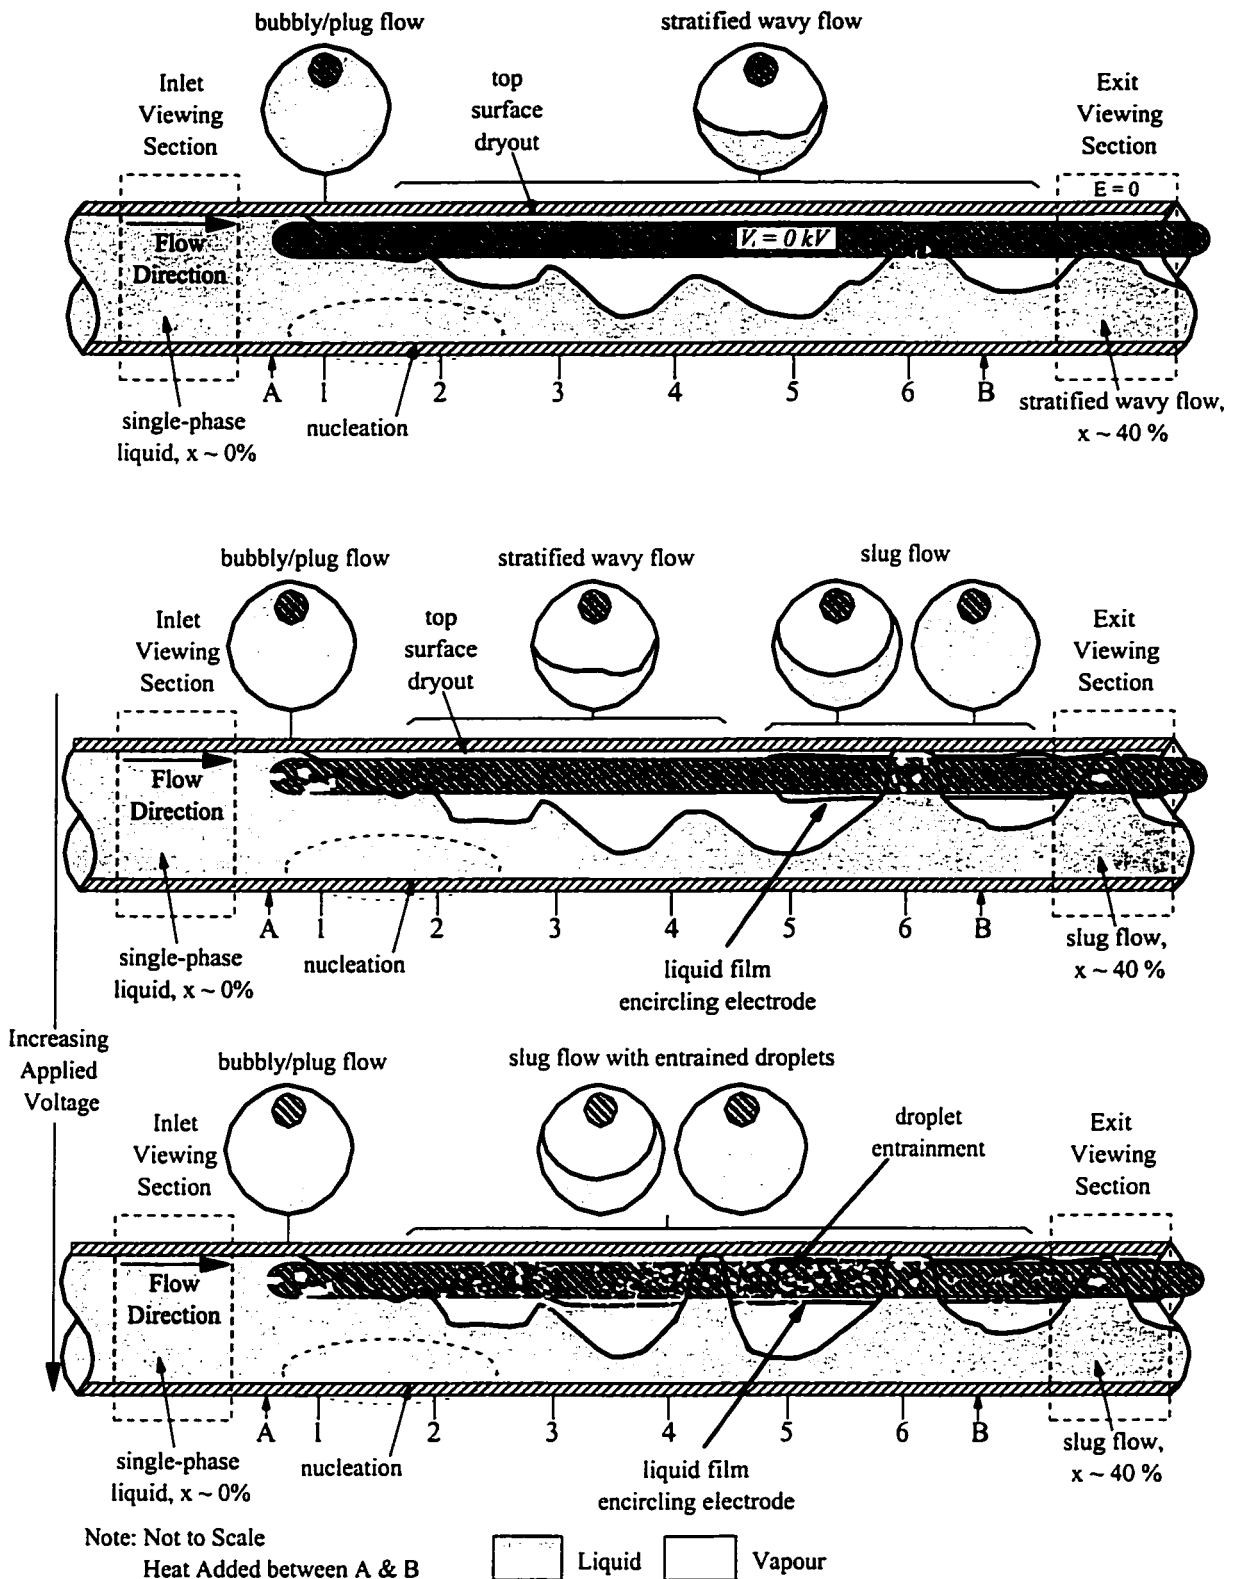 bubbly/plug flow
stratified wavy flow
Inlet
Viewing
Section
top
surface
dryout
Exit
Viewing
Section
E = 0
V = 0 kV
Flow
Direction
A 1 2 3 4 5 6 B
single-phase
liquid, x ~ 0%
nucleation
stratified wavy flow,
x ~ 40 %
bubbly/plug flow
stratified wavy flow
slug flow
Inlet
Viewing
Section
top
surface
dryout
Exit
Viewing
Section
Flow
Direction
A 1 2 3 4 5 6 B
single-phase
liquid, x ~ 0%
nucleation
liquid film
encircling electrode
slug flow,
x ~ 40 %
Increasing
Applied
Voltage
bubbly/plug flow
slug flow with entrained droplets
Inlet
Viewing
Section
droplet
entrainment
Exit
Viewing
Section
Flow
Direction
A 1 2 3 4 5 6 B
single-phase
liquid, x ~ 0%
nucleation
liquid film
encircling electrode
slug flow,
x ~ 40 %
Note: Not to Scale
Heat Added between A & B
Liquid
Vapour